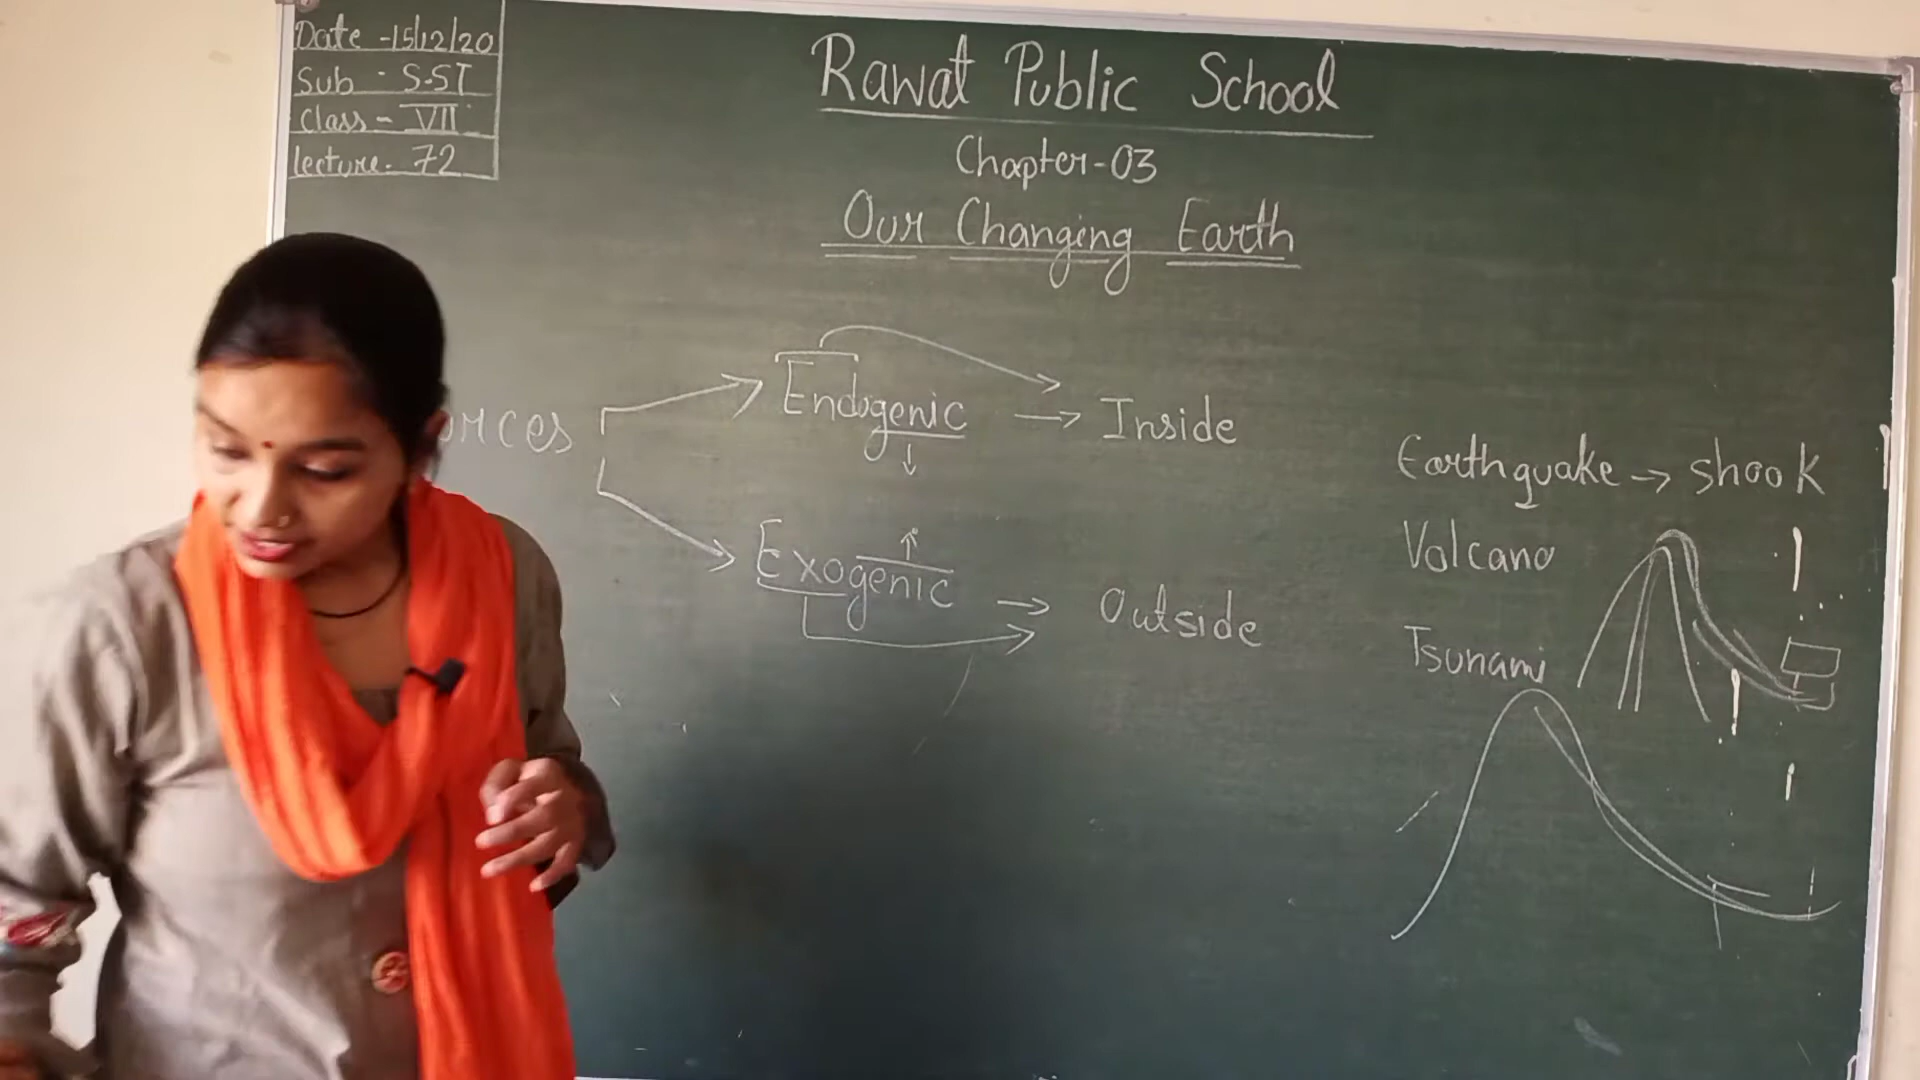 Date -15/12/20
Sub - S.ST
Class - VII
lecture. 72
Rawat Public School
Chapter-03
Our Changing Earth
Endogenic → Inside
Exogenic → Outside
Earthquake → shook
Volcano
Tsunami